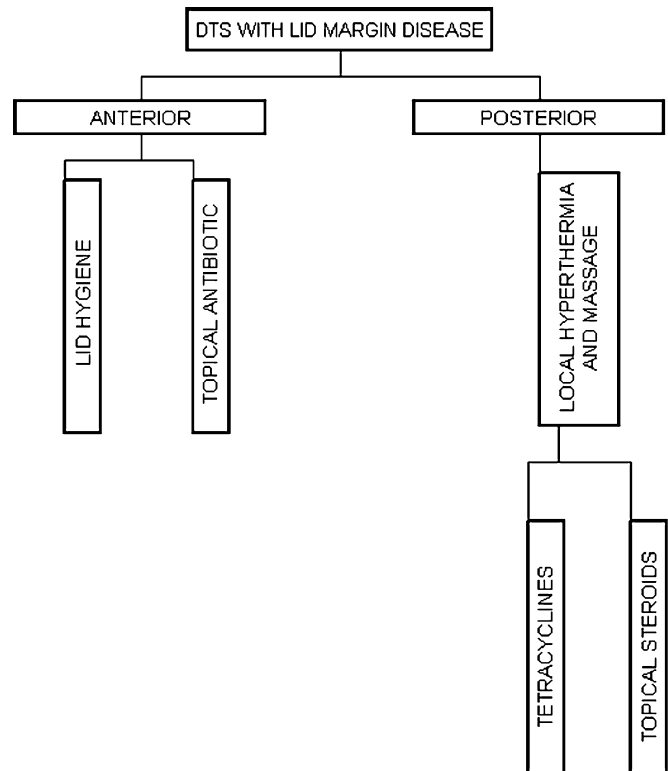 DTS WITH LID MARGIN DISEASE
ANTERIOR
POSTERIOR
LID HYGIENE
TOPICAL ANTIBIOTIC
LOCAL HYPERTHERMIA
AND MASSAGE
TETRACYCLINES
TOPICAL STEROIDS